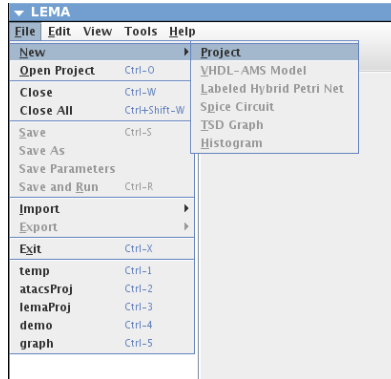 LEMA
File Edit View Tools Help
New
Open Project Ctrl-O
Close Ctrl-W
Close All Ctrl+Shift-W
Save Ctrl-S
Save As
Save Parameters
Save and Run Ctrl-R
Import
Export
Exit Ctrl-X
temp Ctrl-1
atacsProj Ctrl-2
lemaProj Ctrl-3
demo Ctrl-4
graph Ctrl-5
Project
VHDL-AMS Model
Labeled Hybrid Petri Net
Spice Circuit
TSD Graph
Histogram